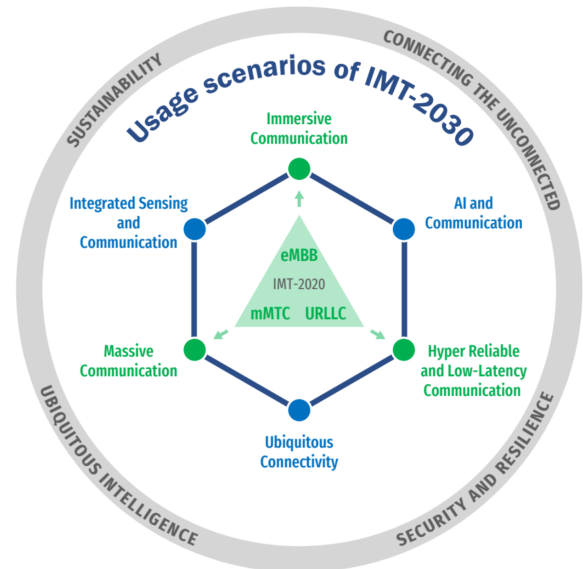 SUSTAINABILITY
CONNECTING THE UNCONNECTED
Usage scenarios of IMT-2030
Immersive
Communication
Integrated Sensing
and
Communication
AI and
Communication
eMBB
IMT-2020
mMTC URLLC
Massive
Communication
Hyper Reliable
and Low-Latency
Communication
Ubiquitous
Connectivity
UBIQUITOUS INTELLIGENCE
SECURITY AND RESILIENCE